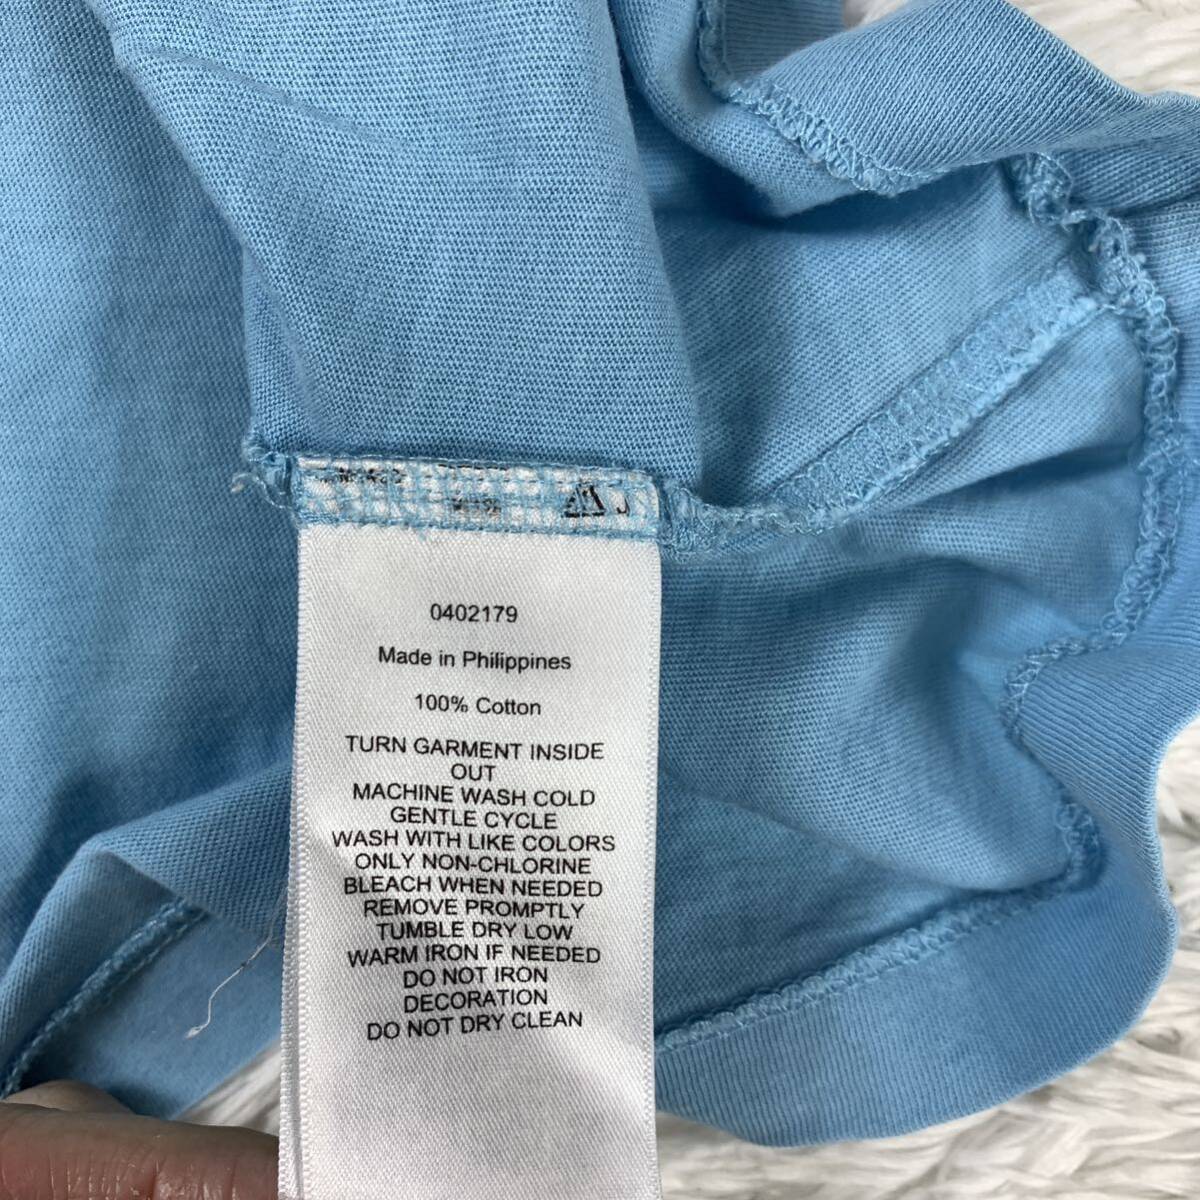 0402179
Made in Philippines
100% Cotton
TURN GARMENT INSIDE
OUT
MACHINE WASH COLD
GENTLE CYCLE
WASH WITH LIKE COLORS
ONLY NON-CHLORINE
BLEACH WHEN NEEDED
REMOVE PROMPTLY
TUMBLE DRY LOW
WARM IRON IF NEEDED
DO NOT IRON
DECORATION
DO NOT DRY CLEAN